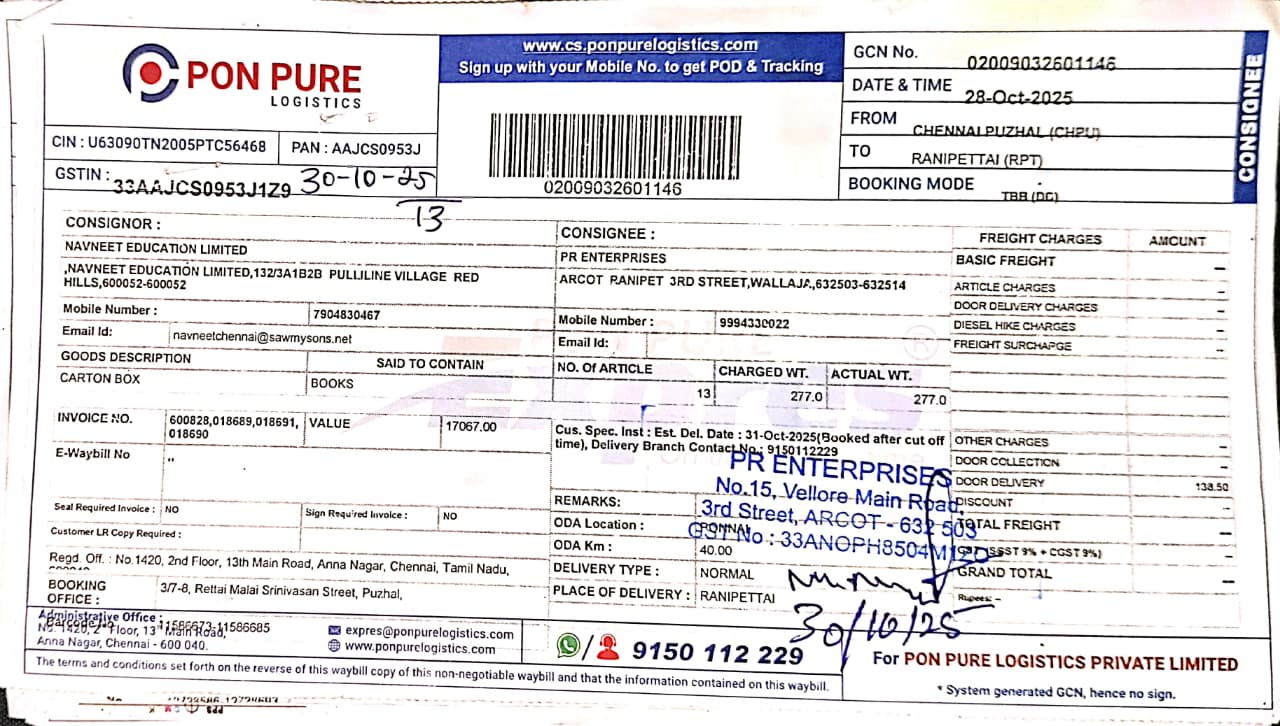 PON PURE
LOGISTICS
www.cs.ponpurelogistics.com
Sign up with your Mobile No. to get POD & Tracking
02009032601146
GCN No. 02009032601146
DATE & TIME 28-Oct-2025
FROM CHENNAI PUZHAL (CHPU)
TO RANIPETTAI (RPT)
BOOKING MODE TBB (DG)
CONSIGNEE
CIN : U63090TN2005PTC56468 PAN : AAJCS0953J
GSTIN : 33AAJCS0953J1Z9
30-10-25
13
CONSIGNOR :
NAVNEET EDUCATION LIMITED
,NAVNEET EDUCATION LIMITED,132/3A1B2B PULLILINE VILLAGE RED
HILLS,600052-600052
Mobile Number : 7904830467
Email Id: navneetchennai@sawmysons.net
CONSIGNEE :
PR ENTERPRISES
ARCOT RANIPET 3RD STREET,WALLAJA,632503-632514
Mobile Number : 9994330022
Email Id:
GOODS DESCRIPTION SAID TO CONTAIN
CARTON BOX BOOKS
NO. Of ARTICLE CHARGED WT. ACTUAL WT.
13 277.0 277.0
INVOICE NO. 600828,018689,018691, VALUE 17067.00
018690
E-Waybill No "
Seal Required Invoice : NO Sign Required Invoice : NO
Customer LR Copy Required :
Cus. Spec. Inst : Est. Del. Date : 31-Oct-2025(Booked after cut off
time), Delivery Branch Contact No.: 9150112229
REMARKS:
ODA Location : PONNAI
ODA Km : 40.00
DELIVERY TYPE : NORMAL
PLACE OF DELIVERY : RANIPETTAI
PR ENTERPRISES
No.15, Vellore Main Road,
3rd Street, ARCOT - 632 503
GST No : 33ANOPH8504M1ZD
30/10/25
FREIGHT CHARGES AMOUNT
BASIC FREIGHT –
ARTICLE CHARGES –
DOOR DELIVERY CHARGES –
DIESEL HIKE CHARGES –
FREIGHT SURCHARGE –
OTHER CHARGES –
DOOR COLLECTION –
DOOR DELIVERY 138.50
DISCOUNT –
TOTAL FREIGHT –
SGST 9% + CGST 9%) –
GRAND TOTAL –
Rupees: –
Regd. Off. : No.1420, 2nd Floor, 13th Main Road, Anna Nagar, Chennai, Tamil Nadu,
BOOKING OFFICE : 3/7-8, Rettai Malai Srinivasan Street, Puzhal,
Administrative Office :
Barcode No 11586673-11586685
No. 1420, 2nd Floor, 13th Main Road,
Anna Nagar, Chennai - 600 040.
expres@ponpurelogistics.com
www.ponpurelogistics.com
9150 112 229
The terms and conditions set forth on the reverse of this waybill copy of this non-negotiable waybill and that the information contained on this waybill.
For PON PURE LOGISTICS PRIVATE LIMITED
* System generated GCN, hence no sign.